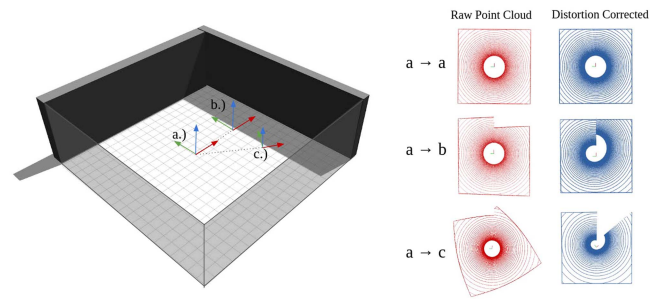 Raw Point Cloud Distortion Corrected
a → a
b.)
a.)
a → b
c.)
a → c